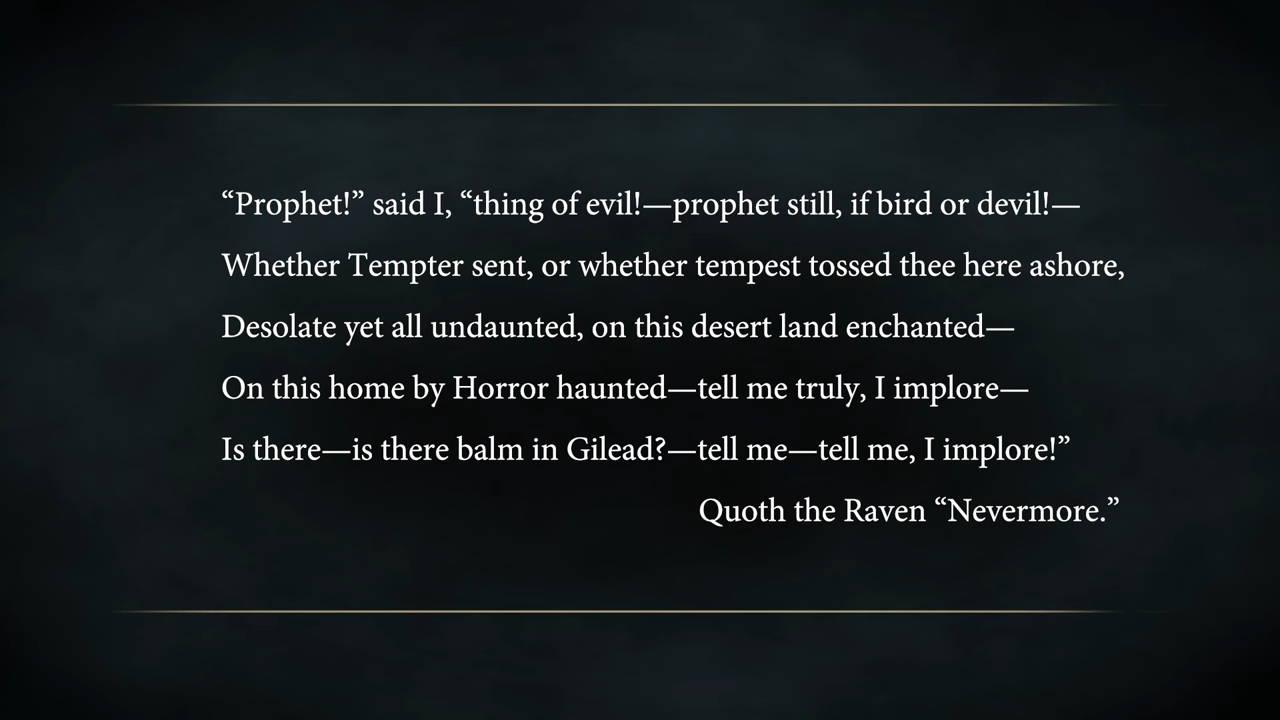 “Prophet!” said I, “thing of evil!—prophet still, if bird or devil!—
Whether Tempter sent, or whether tempest tossed thee here ashore,
Desolate yet all undaunted, on this desert land enchanted—
On this home by Horror haunted—tell me truly, I implore—
Is there—is there balm in Gilead?—tell me—tell me, I implore!”
Quoth the Raven “Nevermore.”